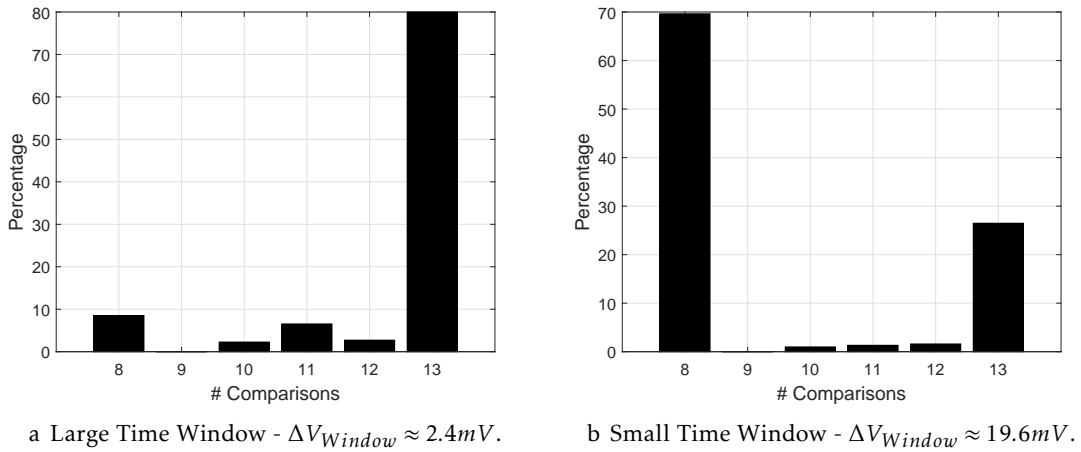 80
70
60
50
40
30
20
10
0
Percentage
8 9 10 11 12 13
# Comparisons
a Large Time Window - ΔV_Window ≈ 2.4mV.
70
60
50
40
30
20
10
0
Percentage
8 9 10 11 12 13
# Comparisons
b Small Time Window - ΔV_Window ≈ 19.6mV.